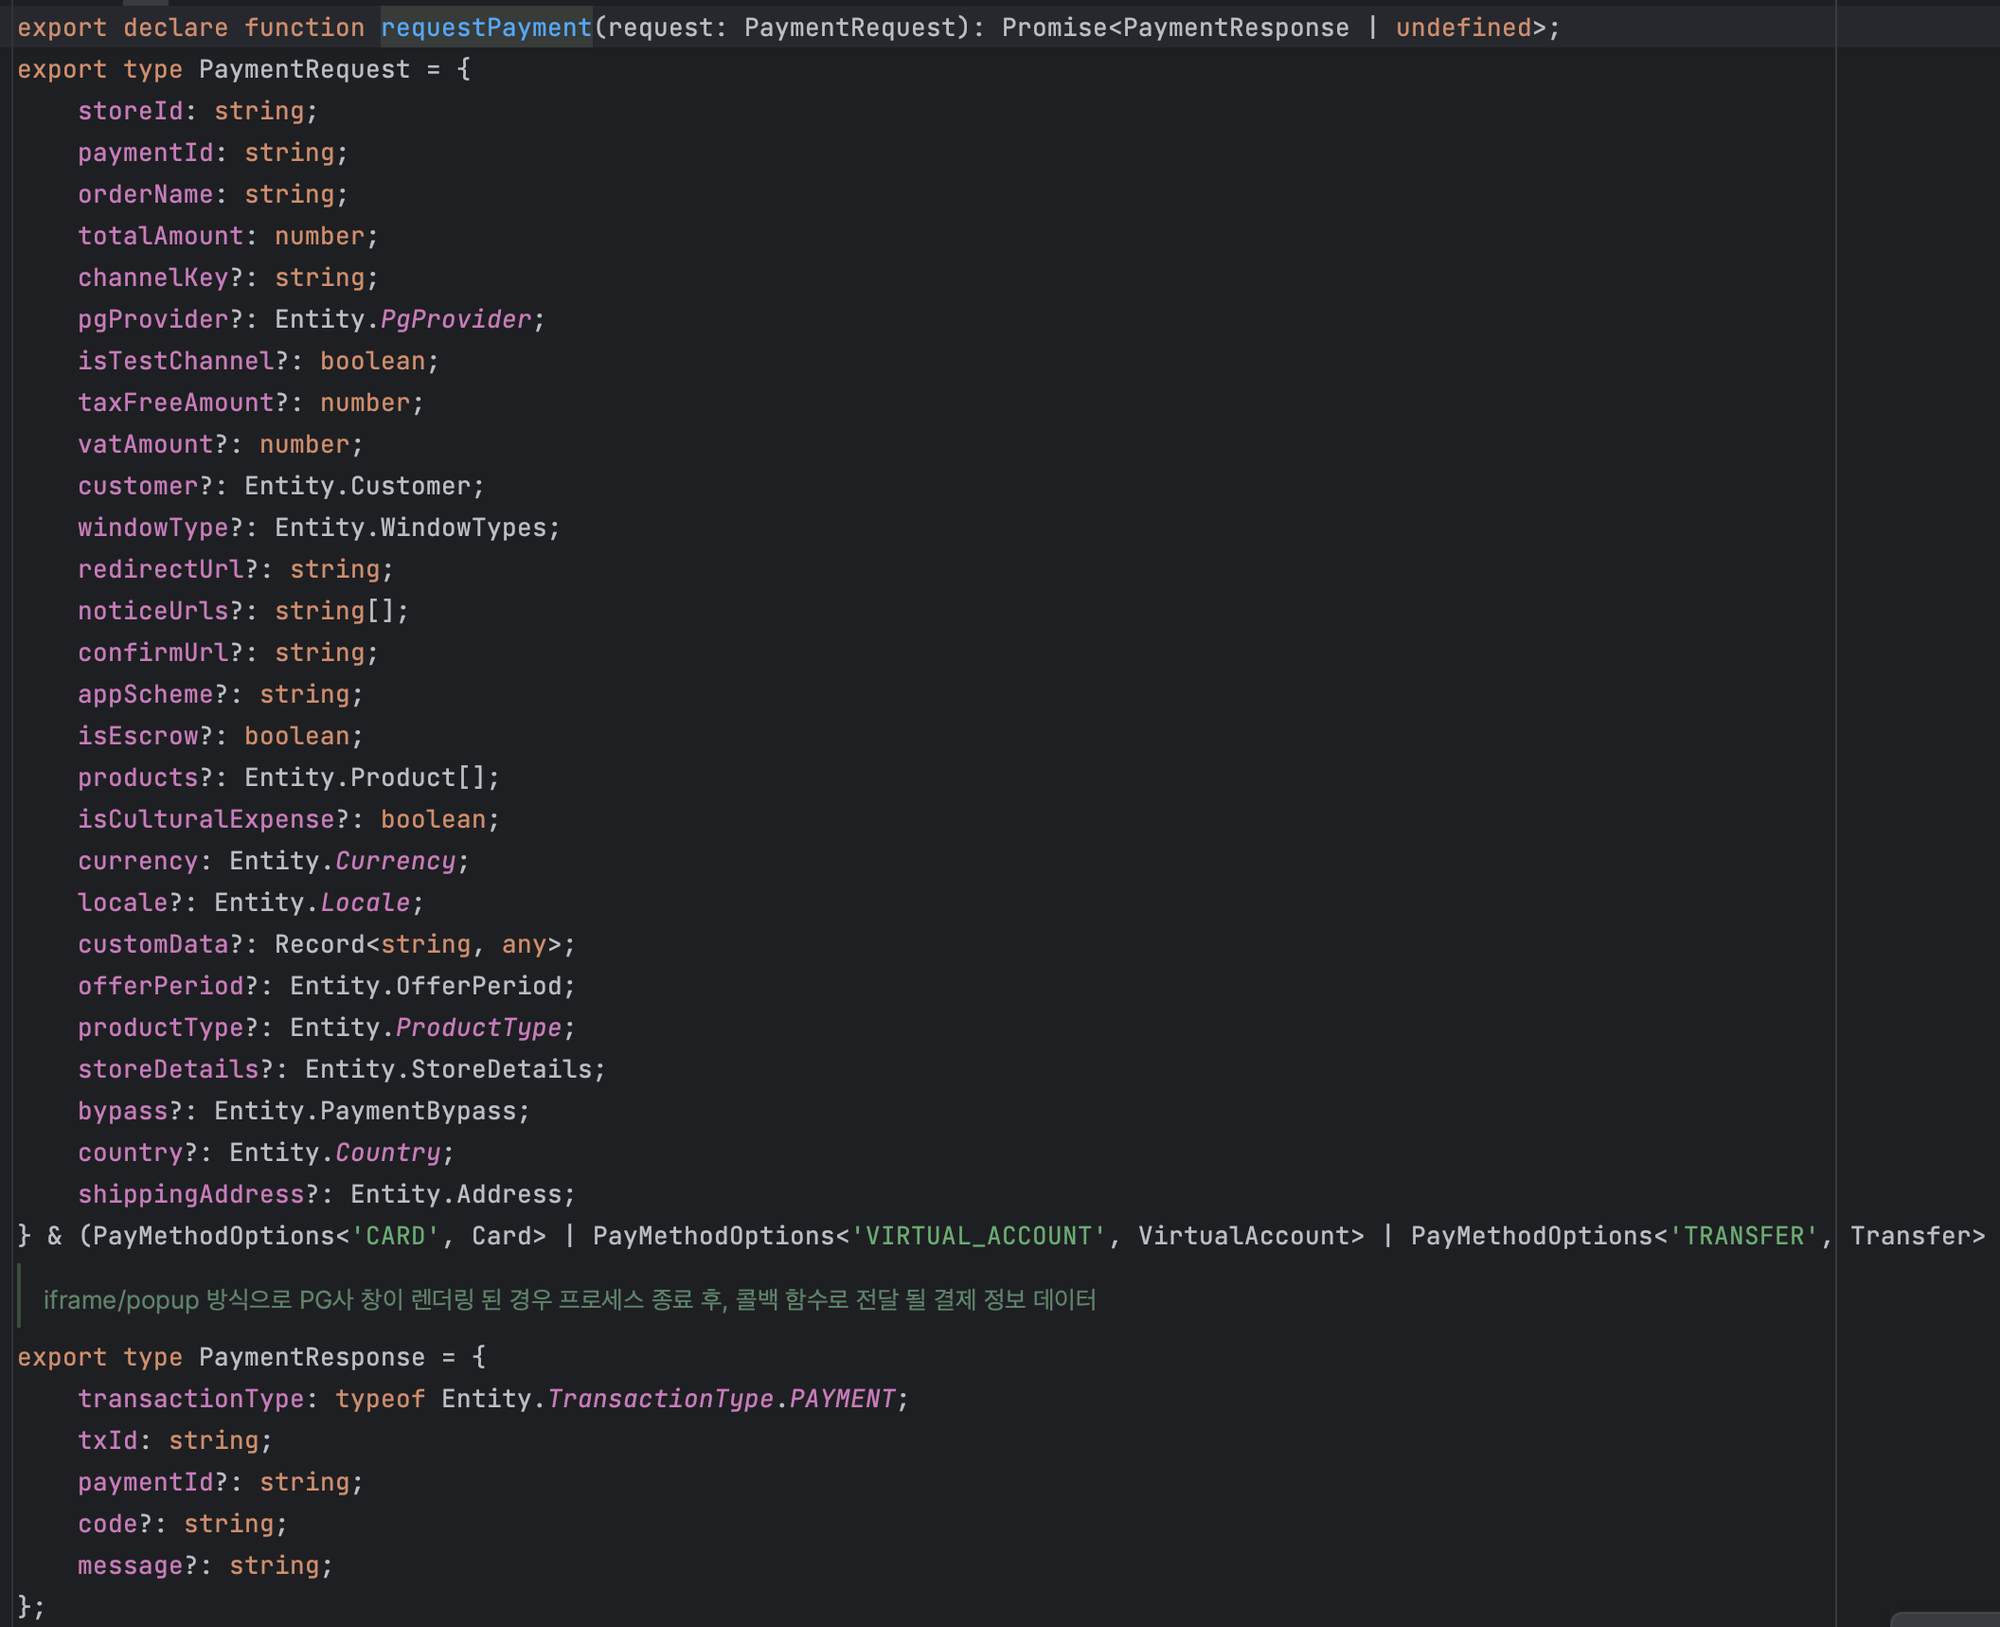 export declare function requestPayment(request: PaymentRequest): Promise<PaymentResponse | undefined>;
export type PaymentRequest = {
    storeId: string;
    paymentId: string;
    orderName: string;
    totalAmount: number;
    channelKey?: string;
    pgProvider?: Entity.PgProvider;
    isTestChannel?: boolean;
    taxFreeAmount?: number;
    vatAmount?: number;
    customer?: Entity.Customer;
    windowType?: Entity.WindowTypes;
    redirectUrl?: string;
    noticeUrls?: string[];
    confirmUrl?: string;
    appScheme?: string;
    isEscrow?: boolean;
    products?: Entity.Product[];
    isCulturalExpense?: boolean;
    currency: Entity.Currency;
    locale?: Entity.Locale;
    customData?: Record<string, any>;
    offerPeriod?: Entity.OfferPeriod;
    productType?: Entity.ProductType;
    storeDetails?: Entity.StoreDetails;
    bypass?: Entity.PaymentBypass;
    country?: Entity.Country;
    shippingAddress?: Entity.Address;
} & (PayMethodOptions<'CARD', Card> | PayMethodOptions<'VIRTUAL_ACCOUNT', VirtualAccount> | PayMethodOptions<'TRANSFER', Transfer>
iframe/popup 방식으로 PG사 창이 렌더링 된 경우 프로세스 종료 후, 콜백 함수로 전달 될 결제 정보 데이터
export type PaymentResponse = {
    transactionType: typeof Entity.TransactionType.PAYMENT;
    txId: string;
    paymentId?: string;
    code?: string;
    message?: string;
};